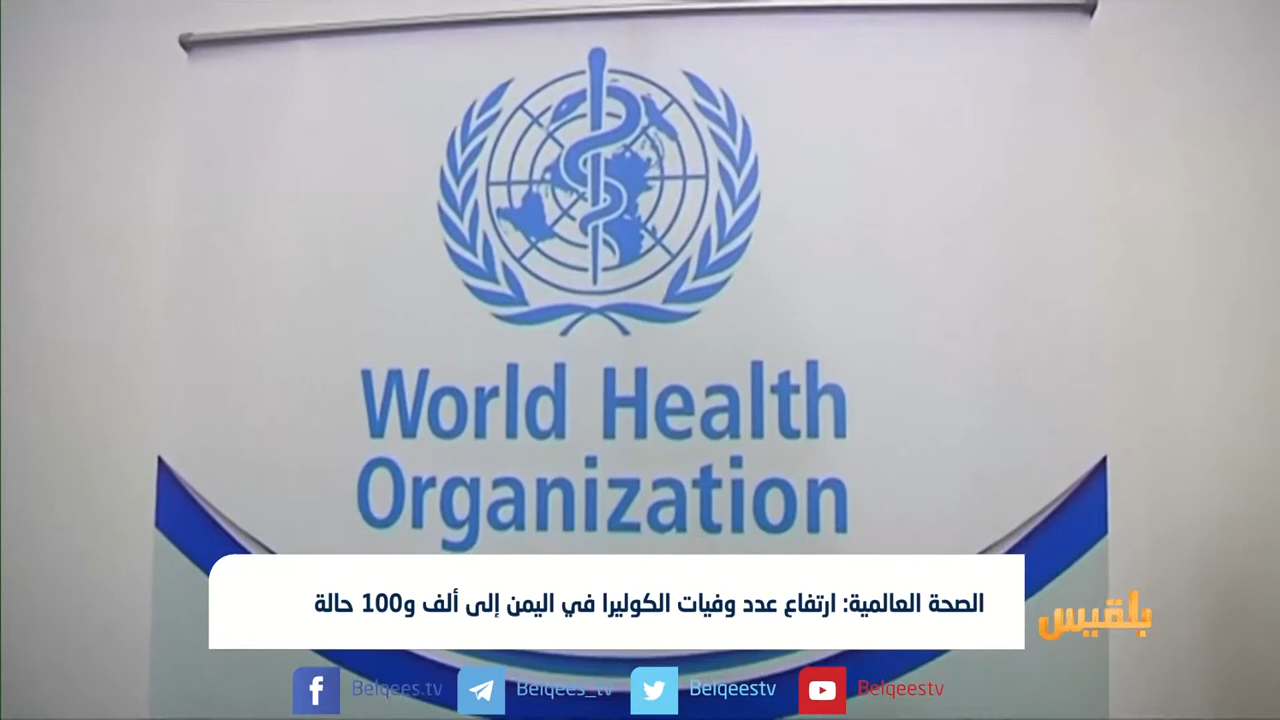 World Health
Organization
الصحة العالمية: ارتفاع عدد وفيات الكوليرا في اليمن إلى ألف و100 حالة
بلقيس
Belqees.tv
Belqees_tv
Belqeestv
Belqeestv